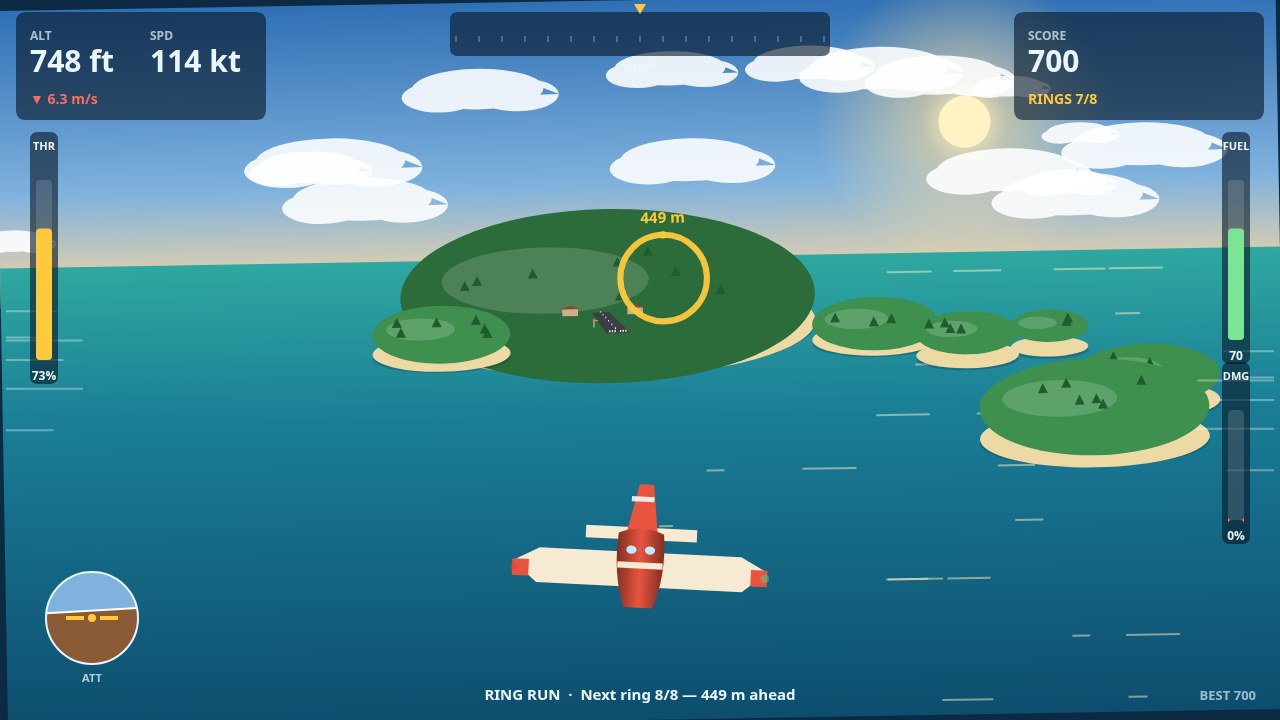 ALT
SPD
748 ft
114 kt
▼ 6.3 m/s
SCORE
700
RINGS 7/8
THR
73%
FUEL
70
DMG
0%
449 m
ATT
RING RUN · Next ring 8/8 — 449 m ahead
BEST 700